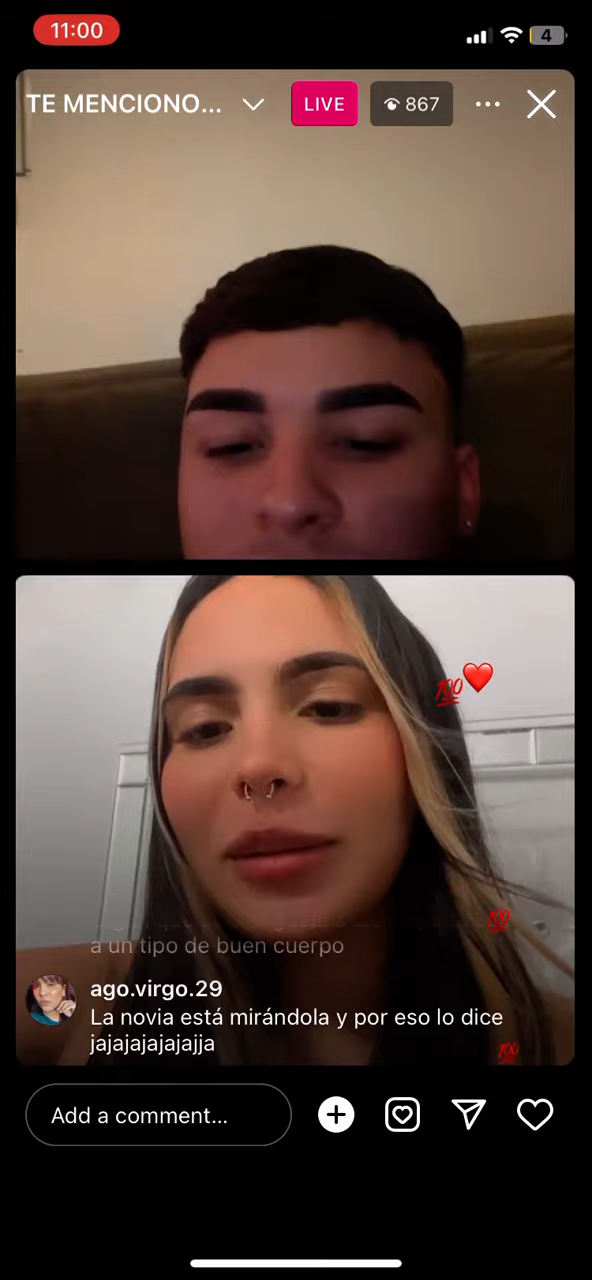 11:00
4
TE MENCIONO...
LIVE
867
💯❤️
💯
a un tipo de buen cuerpo
ago.virgo.29
La novia está mirándola y por eso lo dice
jajajajajajajja
💯
Add a comment...